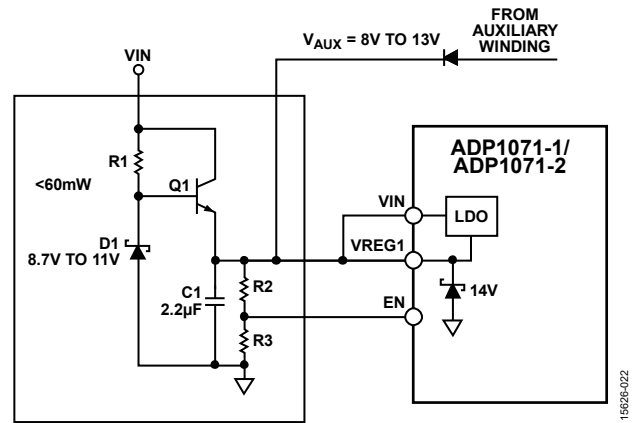 FROM
AUXILIARY
WINDING
VAUX = 8V TO 13V
VIN
R1
<60mW
Q1
D1
8.7V TO 11V
C1
2.2µF
R2
R3
ADP1071-1/
ADP1071-2
VIN
LDO
VREG1
14V
EN
15626-022